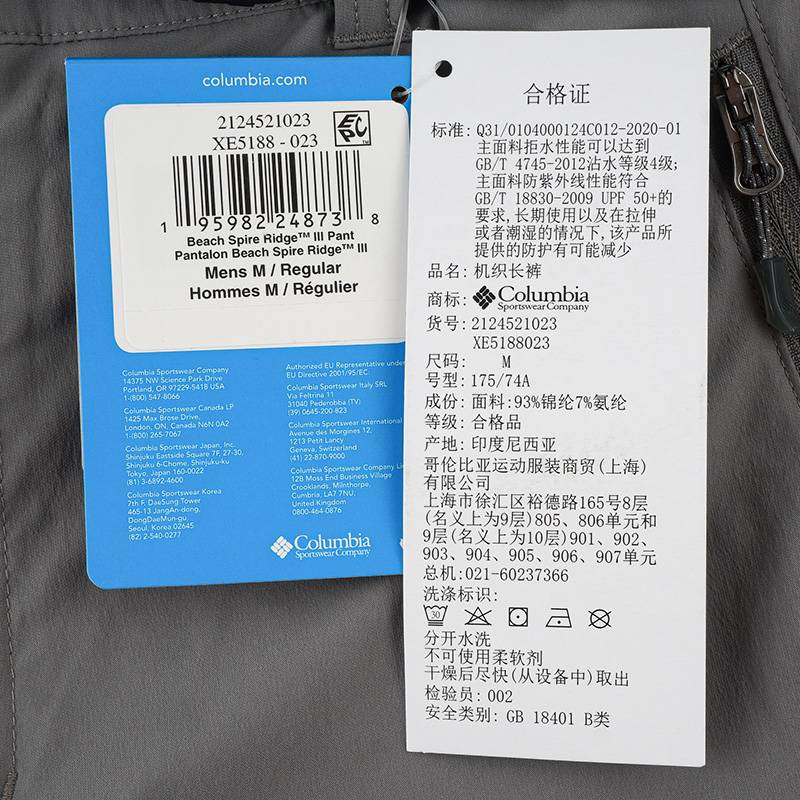 columbia.com
2124521023
XE5188 - 023
EPC
1 95982 24873 8
Beach Spire Ridge™ III Pant
Pantalon Beach Spire Ridge™ III
Mens M / Regular
Hommes M / Régulier
Columbia Sportswear Company
14375 NW Science Park Drive
Portland, OR 97229-5418 USA
1-(800) 547-8066
Columbia Sportswear Canada LP
1425 Max Brose Drive,
London, ON Canada N6N 0A2
1-(800) 265-7067
Columbia Sportswear Japan, Inc.
Shinjuku Eastside Square 7F, 27-30,
Shinjuku 6-Chome, Shinjuku-ku
Tokyo, Japan 160-0022
(81) 3-6892-4600
Columbia Sportswear Korea
7th F. DaeSung Tower
465-13 JangAn-dong,
DongDaeMun-gu,
Seoul, Korea 02645
(82) 2-540-0277
Authorized EU Representative under
EU Directive 2001/95/EC.
Columbia Sportswear Italy SRL
Via Feltrina 11
31040 Pederobba (TV)
(39) 0645-200-823
Columbia Sportswear International
Avenue des Morgines 12,
1213 Petit Lancy
Geneva, Switzerland
(41) 22-870-9000
Columbia Sportswear Company Lim
12B Moss End Business Village
Crooklands, Milnthorpe,
Cumbria, LA7 7NU.
United Kingdom
0800-464-0876
Columbia
Sportswear Company
合格证
标准: Q31/0104000124C012-2020-01
主面料拒水性能可以达到
GB/T 4745-2012沾水等级4级;
主面料防紫外线性能符合
GB/T 18830-2009 UPF 50+的
要求,长期使用以及在拉伸
或者潮湿的情况下,该产品所
提供的防护有可能减少
品名: 机织长裤
商标: Columbia
Sportswear Company
货号: 2124521023
XE5188023
尺码: M
号型: 175/74A
成份: 面料:93%锦纶7%氨纶
等级: 合格品
产地: 印度尼西亚
哥伦比亚运动服装商贸(上海)
有限公司
上海市徐汇区裕德路165号8层
(名义上为9层)805、806单元和
9层(名义上为10层)901、902、
903、904、905、906、907单元
总机:021-60237366
洗涤标识:
30
分开水洗
不可使用柔软剂
干燥后尽快(从设备中)取出
检验员: 002
安全类别: GB 18401 B类